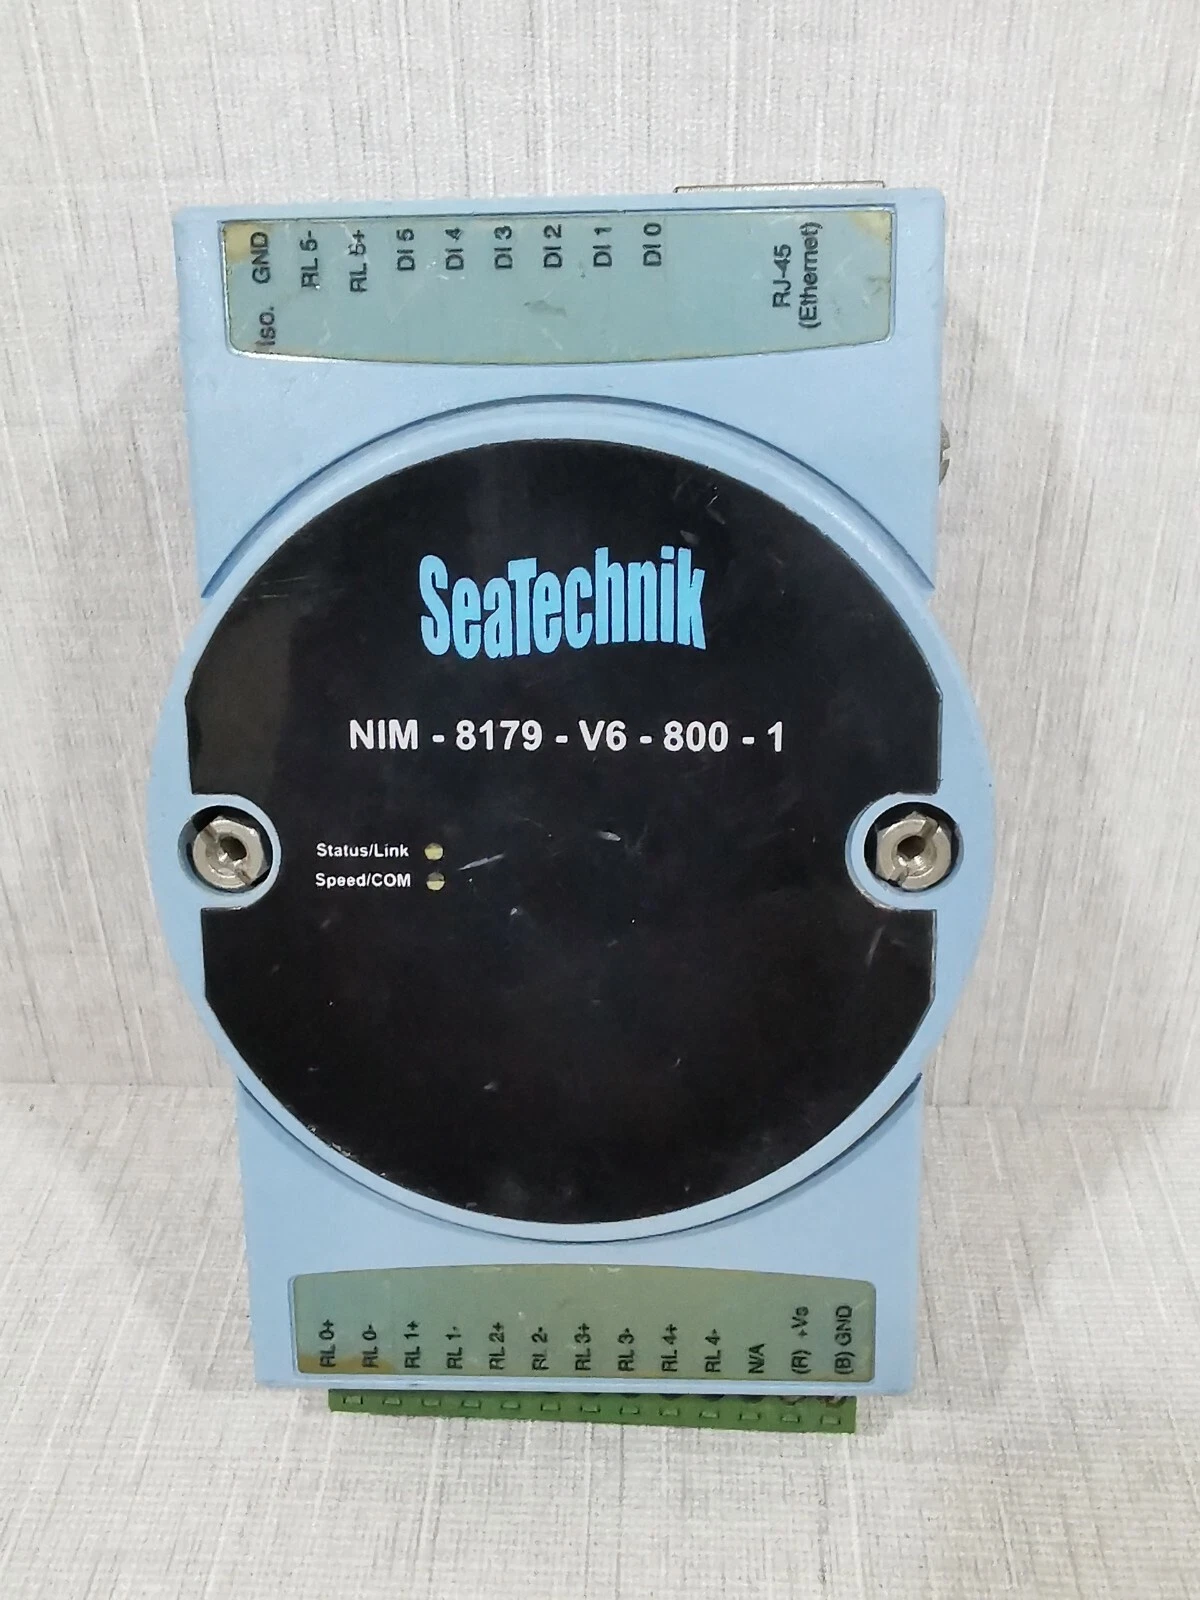 Iso. GND
RL 5-
RL 5+
DI 5
DI 4
DI 3
DI 2
DI 1
DI 0
RJ-45
(Ethernet)
SeaTechnik
NIM - 8179 - V6 - 800 - 1
Status/Link
Speed/COM
RL 0+
RL 0-
RL 1+
RL 1-
RL 2+
RL 2-
RL 3+
RL 3-
RL 4+
RL 4-
N/A
(R) +Vs
(B) GND